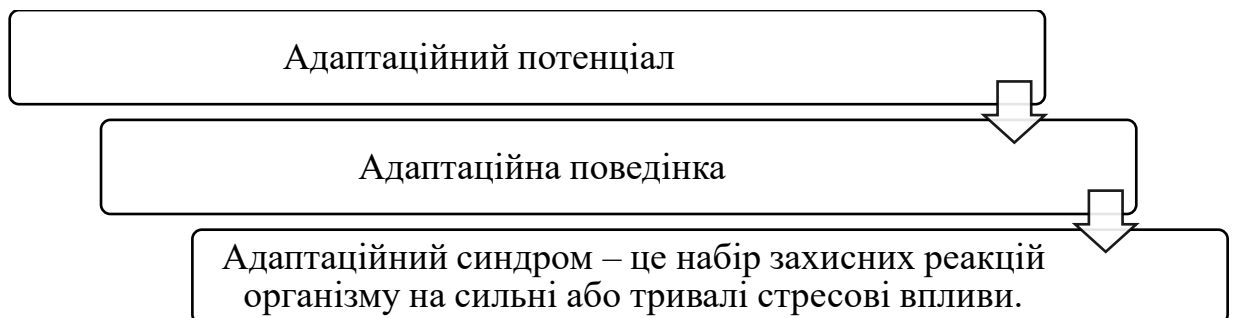 Адаптаційний потенціал
Адаптаційна поведінка
Адаптаційний синдром – це набір захисних реакцій
організму на сильні або тривалі стресові впливи.